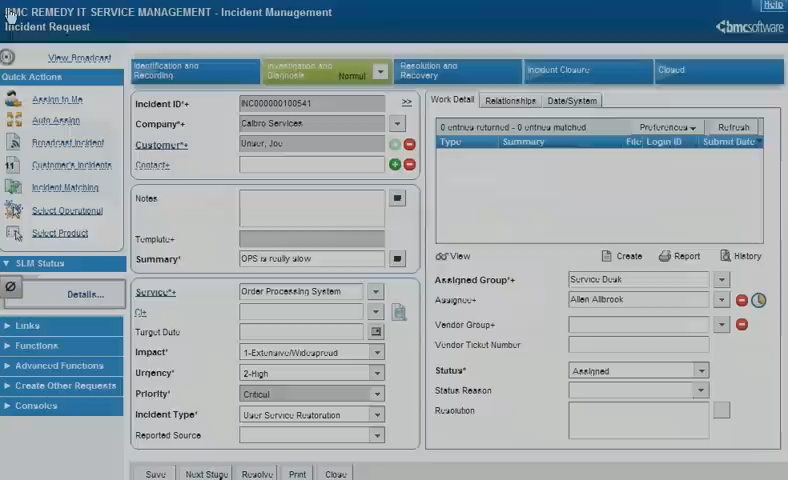 BMC REMEDY IT SERVICE MANAGEMENT - Incident Management
Help
Incident Request
bmcsoftware
View Broadcast
Quick Actions
Assign to Me
Auto Assign
Broadcast Incident
Customer's Incidents
Incident Matching
Select Operational
Select Product
SLM Status
Details...
Links
Functions
Advanced Functions
Create Other Requests
Consoles
Identification and Recording
Investigation and Diagnosis
Normal
Resolution and Recovery
Incident Closure
Closed
Incident ID*+
INC000000100541
>>
Company*+
Calbro Services
Customer*+
Unser, Joe
Contact+
Notes
Template+
Summary*
OPS is really slow
Service*+
Order Processing System
CI+
Target Date
Impact*
1-Extensive/Widespread
Urgency*
2-High
Priority*
Critical
Incident Type*
User Service Restoration
Reported Source
Work Detail
Relationships
Date/System
0 entries returned - 0 entries matched
Preferences
Refresh
Type
Summary
File
Login ID
Submit Date
View
Create
Report
History
Assigned Group*+
Service Desk
Assignee+
Allen Allbrook
Vendor Group+
Vendor Ticket Number
Status*
Assigned
Status Reason
Resolution
Save
Next Stage
Resolve
Print
Close